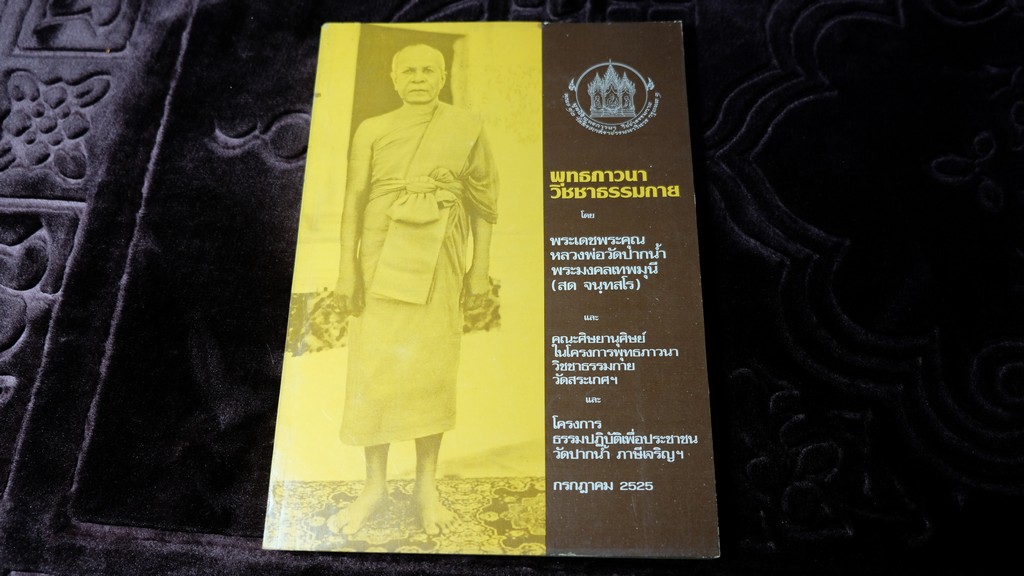 พุทธภาวนา
วิชชาธรรมกาย
โดย
พระเดชพระคุณ
หลวงพ่อวัดปากน้ำ
พระมงคลเทพมุนี
(สด จนฺทสโร)
และ
คณะศิษยานุศิษย์
ในโครงการพุทธภาวนา
วิชชาธรรมกาย
วัดสระเกศฯ
และ
โครงการ
ธรรมปฏิบัติเพื่อประชาชน
วัดปากน้ำ ภาษีเจริญฯ
กรกฎาคม 2525